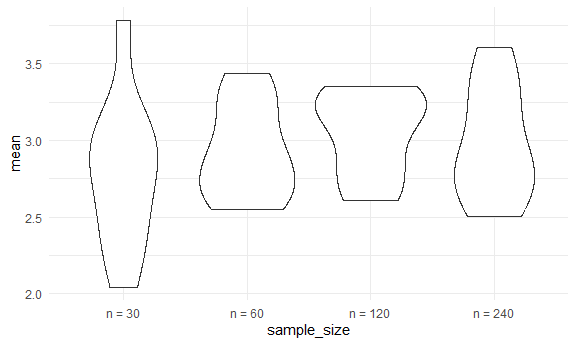 3.5
3.0
2.5
2.0
mean
n = 30 n = 60 n = 120 n = 240
sample_size